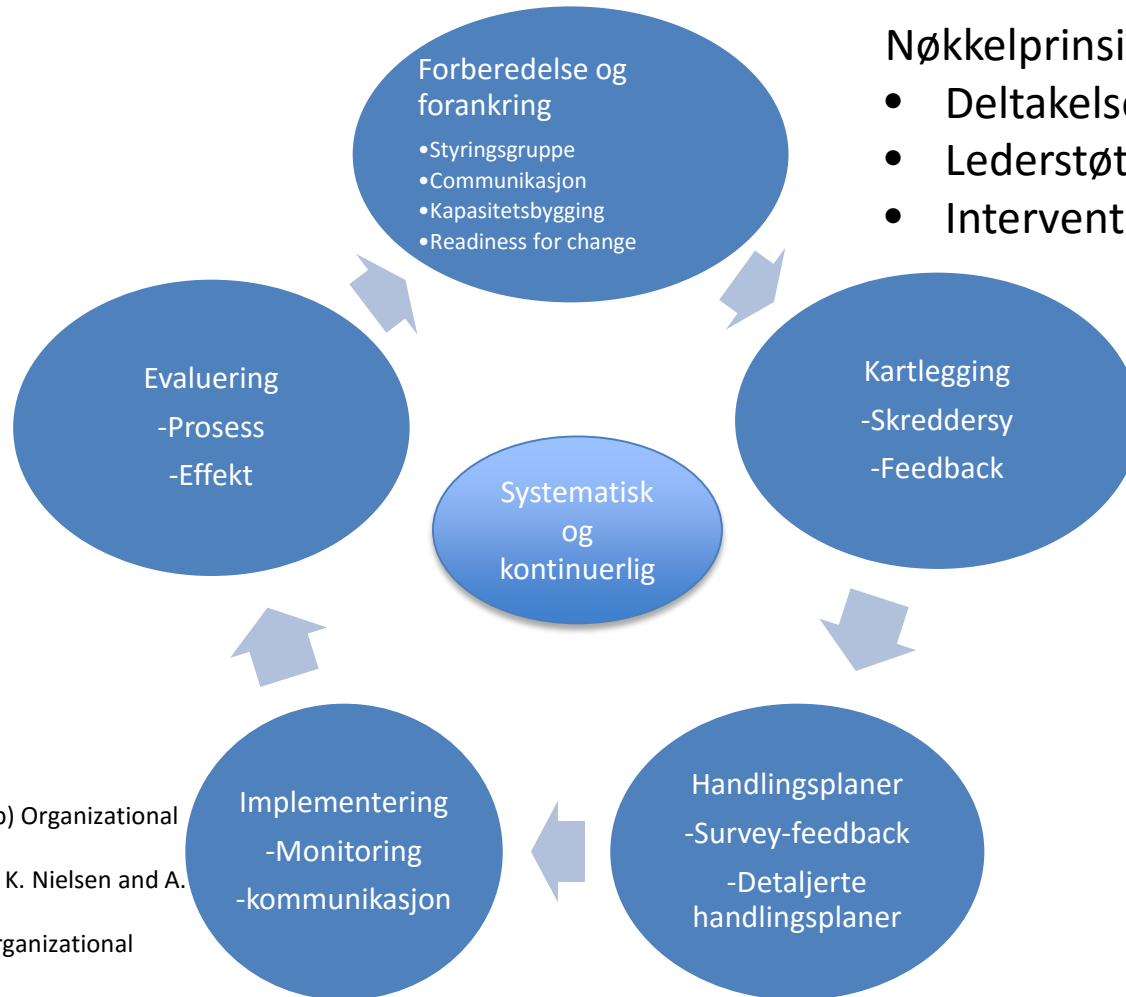 Nøkkelprinsi
• Deltakelse
• Lederstøt
• Intervent
Forberedelse og
forankring
•Styringsgruppe
•Communikasjon
•Kapasitetsbygging
•Readiness for change
Kartlegging
-Skreddersy
-Feedback
Handlingsplaner
-Survey-feedback
-Detaljerte
handlingsplaner
Implementering
-Monitoring
-kommunikasjon
Evaluering
-Prosess
-Effekt
Systematisk
og
kontinuerlig
) Organizational
K. Nielsen and A.
rganizational